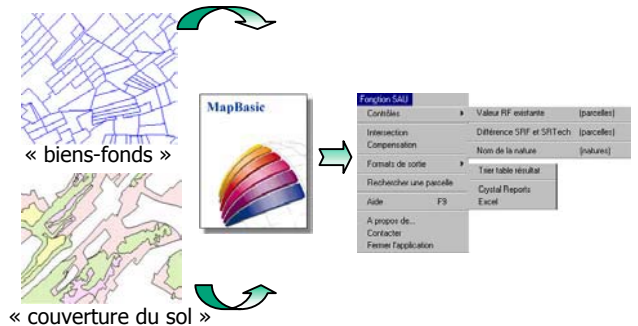 « biens-fonds »
« couverture du sol »
MapBasic
Fonction SAU
Contrôles
Intersection
Compensation
Formats de sortie
Rechercher une parcelle
Aide F9
A propos de...
Contacter
Fermer l'application
Valeur RF existante (parcelles)
Différence SRF et SRTech (parcelles)
Nom de la nature (natures)
Trier table résultat
Crystal Reports
Excel